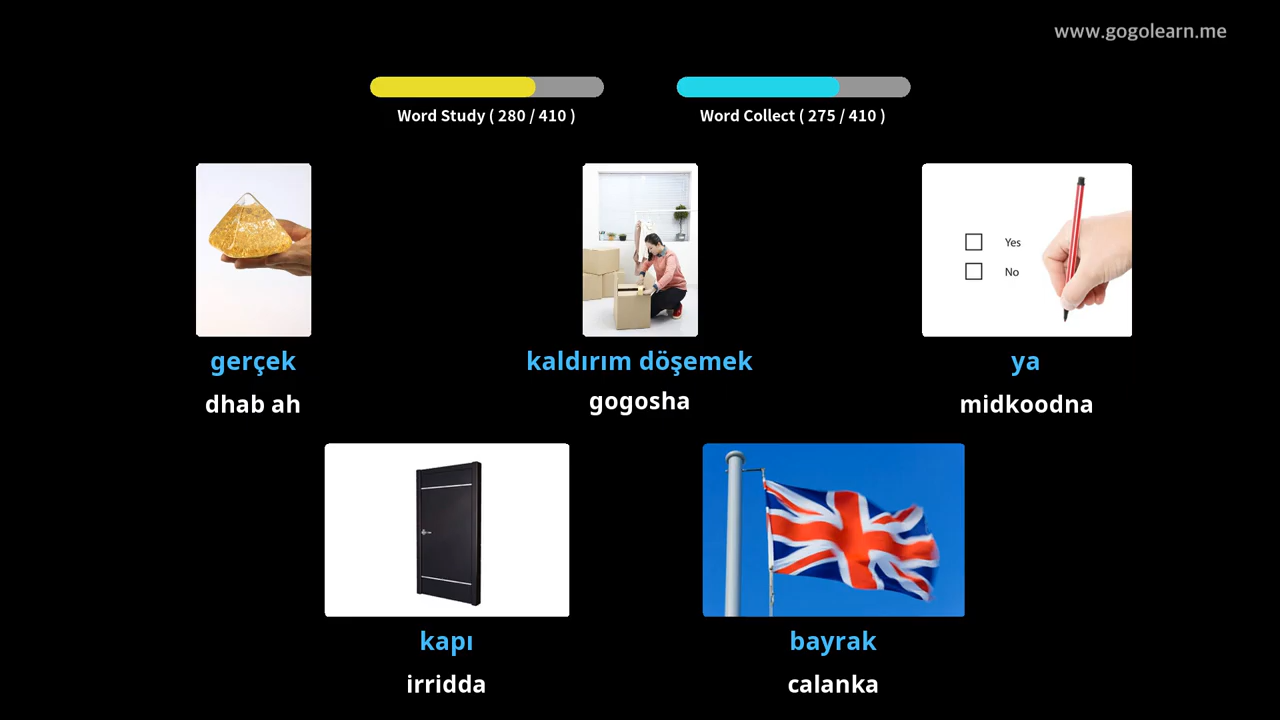 www.gogolearn.me
Word Study ( 280 / 410 )
Word Collect ( 275 / 410 )
Yes
No
gerçek
dhab ah
kaldırım döşemek
gogosha
ya
midkoodna
kapı
irridda
bayrak
calanka